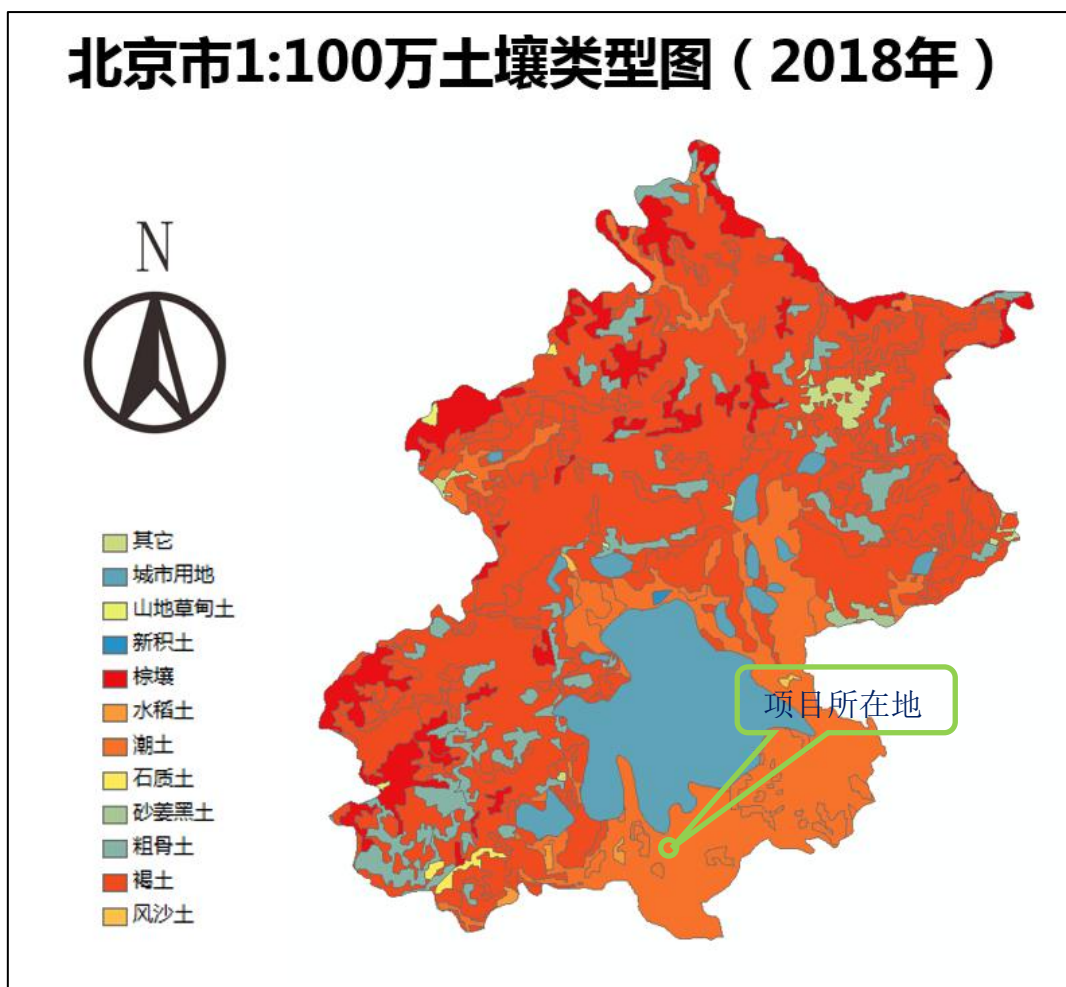 北京市1:100万土壤类型图（2018年）
N
其它
城市用地
山地草甸土
新积土
棕壤
水稻土
潮土
石质土
砂姜黑土
粗骨土
褐土
风沙土
项目所在地